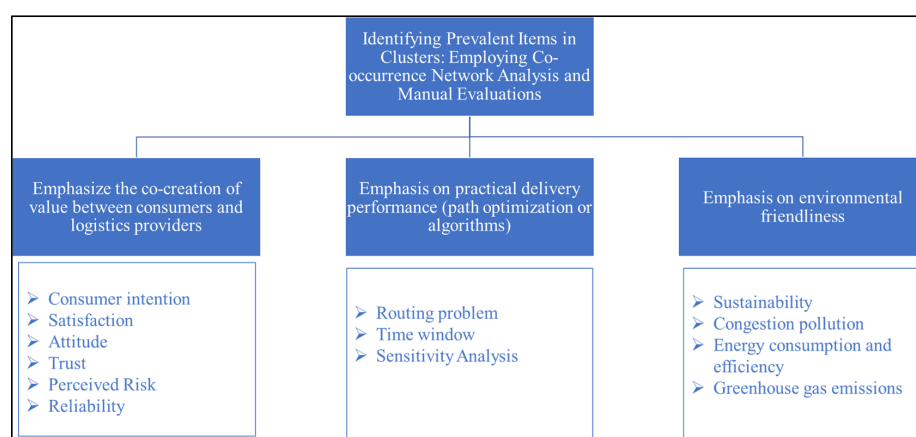 Identifying Prevalent Items in
Clusters: Employing Co-
occurrence Network Analysis and
Manual Evaluations
Emphasize the co-creation of
value between consumers and
logistics providers
Emphasis on practical delivery
performance (path optimization or
algorithms)
Emphasis on environmental
friendliness
➢ Consumer intention
➢ Satisfaction
➢ Attitude
➢ Trust
➢ Perceived Risk
➢ Reliability
➢ Routing problem
➢ Time window
➢ Sensitivity Analysis
➢ Sustainability
➢ Congestion pollution
➢ Energy consumption and
efficiency
➢ Greenhouse gas emissions